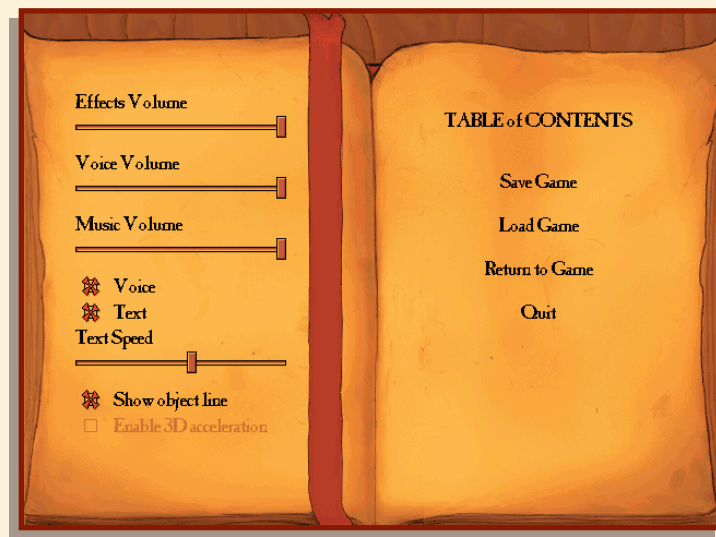 Effects Volume
Voice Volume
Music Volume
Voice
Text
Text Speed
Show object line
Enable 3D acceleration
TABLE of CONTENTS
Save Game
Load Game
Return to Game
Quit